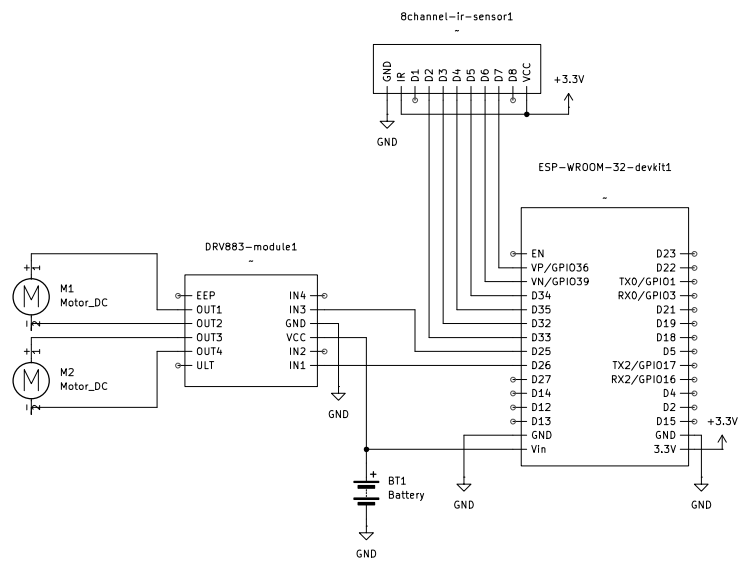 8channel-ir-sensor1
~
GND
IR
D1
D2
D3
D4
D5
D6
D7
D8
VCC
+3.3V
GND
ESP-WROOM-32-devkit1
~
EN
VP/GPIO36
VN/GPIO39
D34
D35
D32
D33
D25
D26
D27
D14
D12
D13
GND
Vin
D23
D22
TX0/GPIO1
RX0/GPIO3
D21
D19
D18
D5
TX2/GPIO17
RX2/GPIO16
D4
D2
D15
GND
3.3V
+3.3V
GND
GND
DRV883-module1
~
EEP
OUT1
OUT2
OUT3
OUT4
ULT
IN4
IN3
GND
VCC
IN2
IN1
GND
+ 1
M
M1
Motor_DC
- 2
+ 1
M
M2
Motor_DC
- 2
+
BT1
Battery
GND